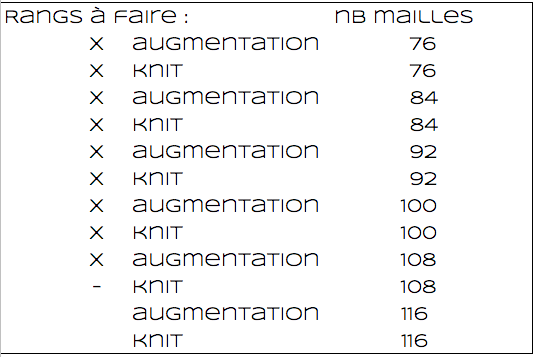 Rangs à faire : nb mailles
X augmentation 76
X knit 76
X augmentation 84
X knit 84
X augmentation 92
X knit 92
X augmentation 100
X knit 100
X augmentation 108
- knit 108
augmentation 116
knit 116